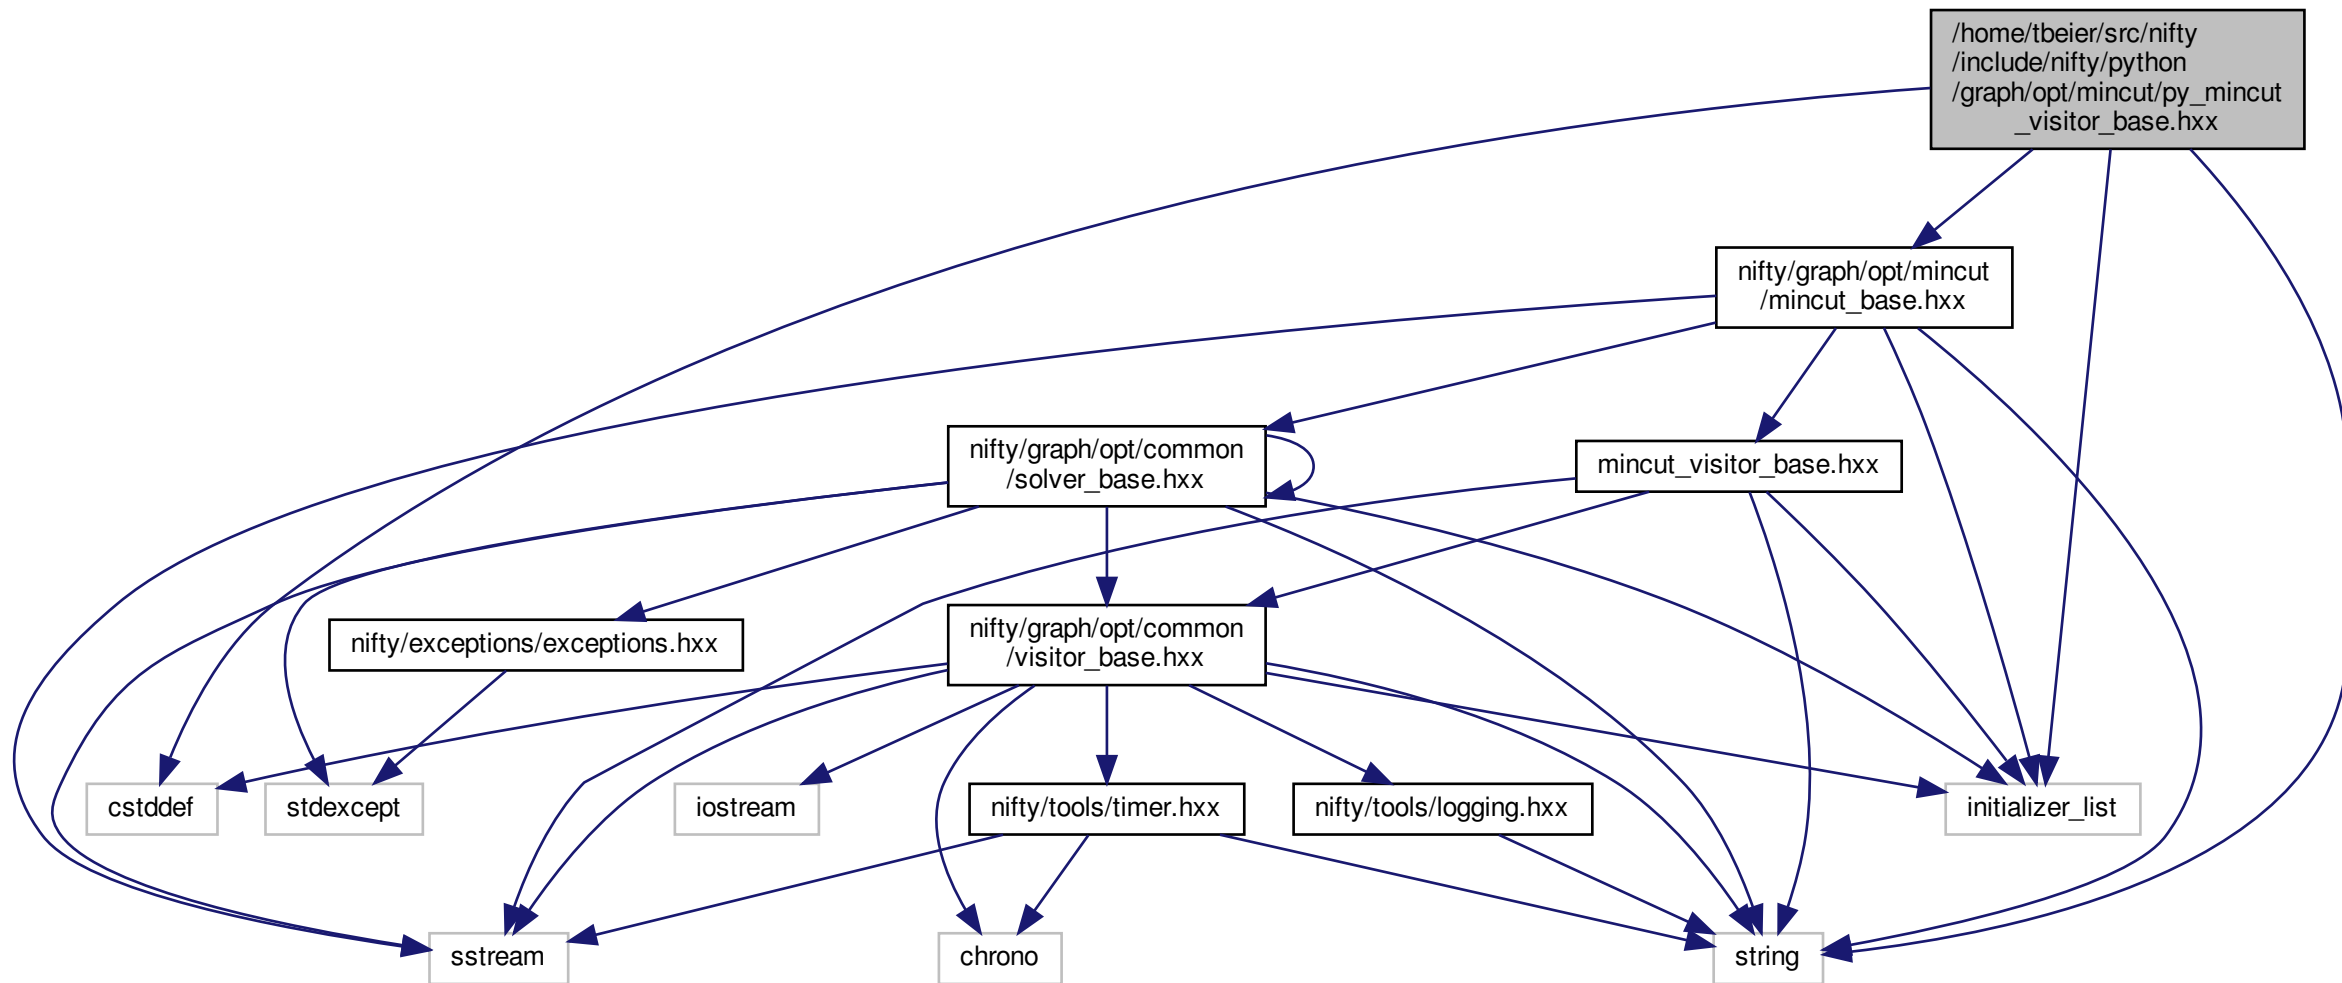 /home/tbeier/src/nifty
/include/nifty/python
/graph/opt/mincut/py_mincut
_visitor_base.hxx
nifty/graph/opt/mincut
/mincut_base.hxx
nifty/graph/opt/common
/solver_base.hxx
mincut_visitor_base.hxx
nifty/exceptions/exceptions.hxx
nifty/graph/opt/common
/visitor_base.hxx
cstddef
stdexcept
iostream
nifty/tools/timer.hxx
nifty/tools/logging.hxx
initializer_list
sstream
chrono
string